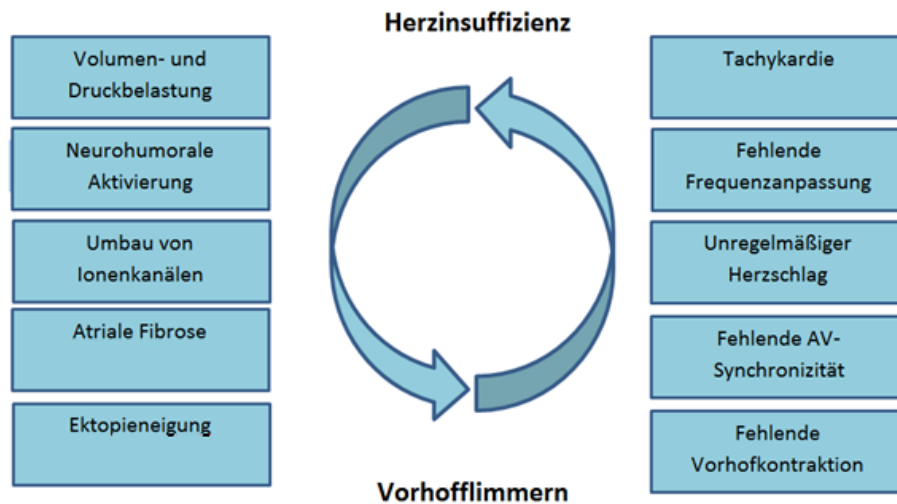 Herzinsuffizienz
Volumen- und
Druckbelastung
Neurohumorale
Aktivierung
Umbau von
Ionenkanälen
Atriale Fibrose
Ektopieneigung
Tachykardie
Fehlende
Frequenzanpassung
Unregelmäßiger
Herzschlag
Fehlende AV-
Synchronizität
Fehlende
Vorhofkontraktion
Vorhofflimmern